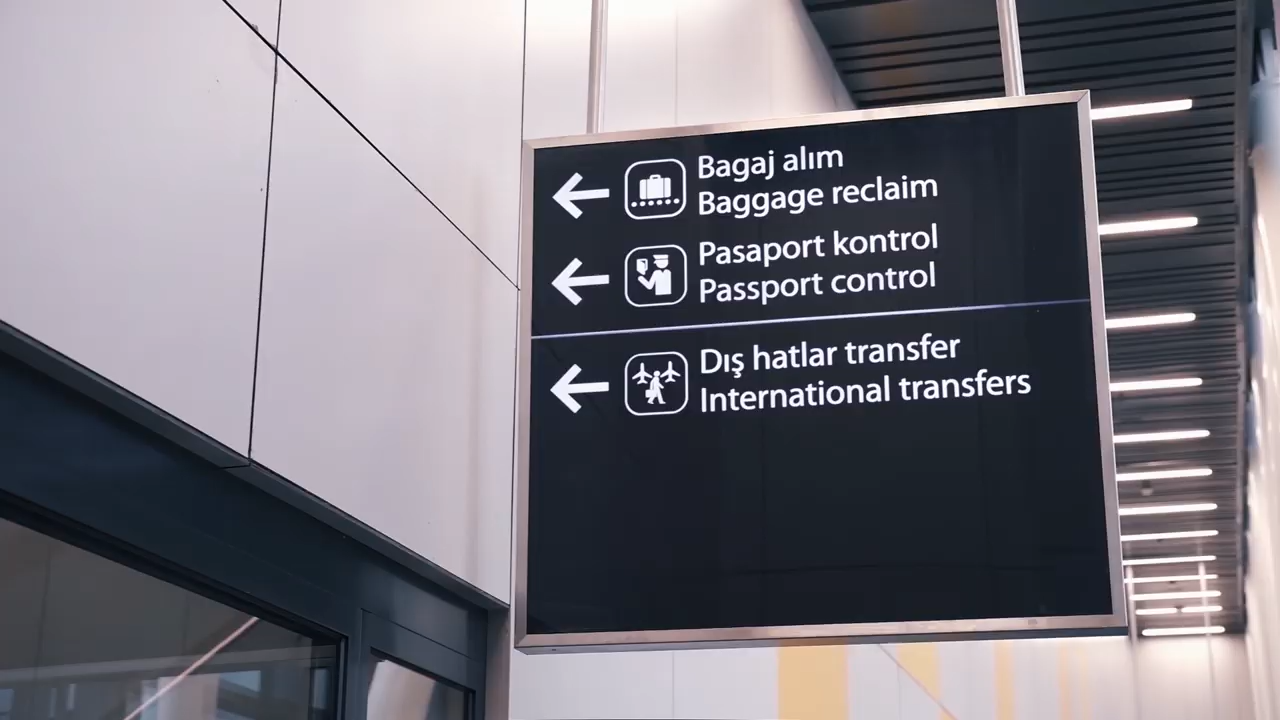 Bagaj alım
Baggage reclaim
Pasaport kontrol
Passport control
Dış hatlar transfer
International transfers